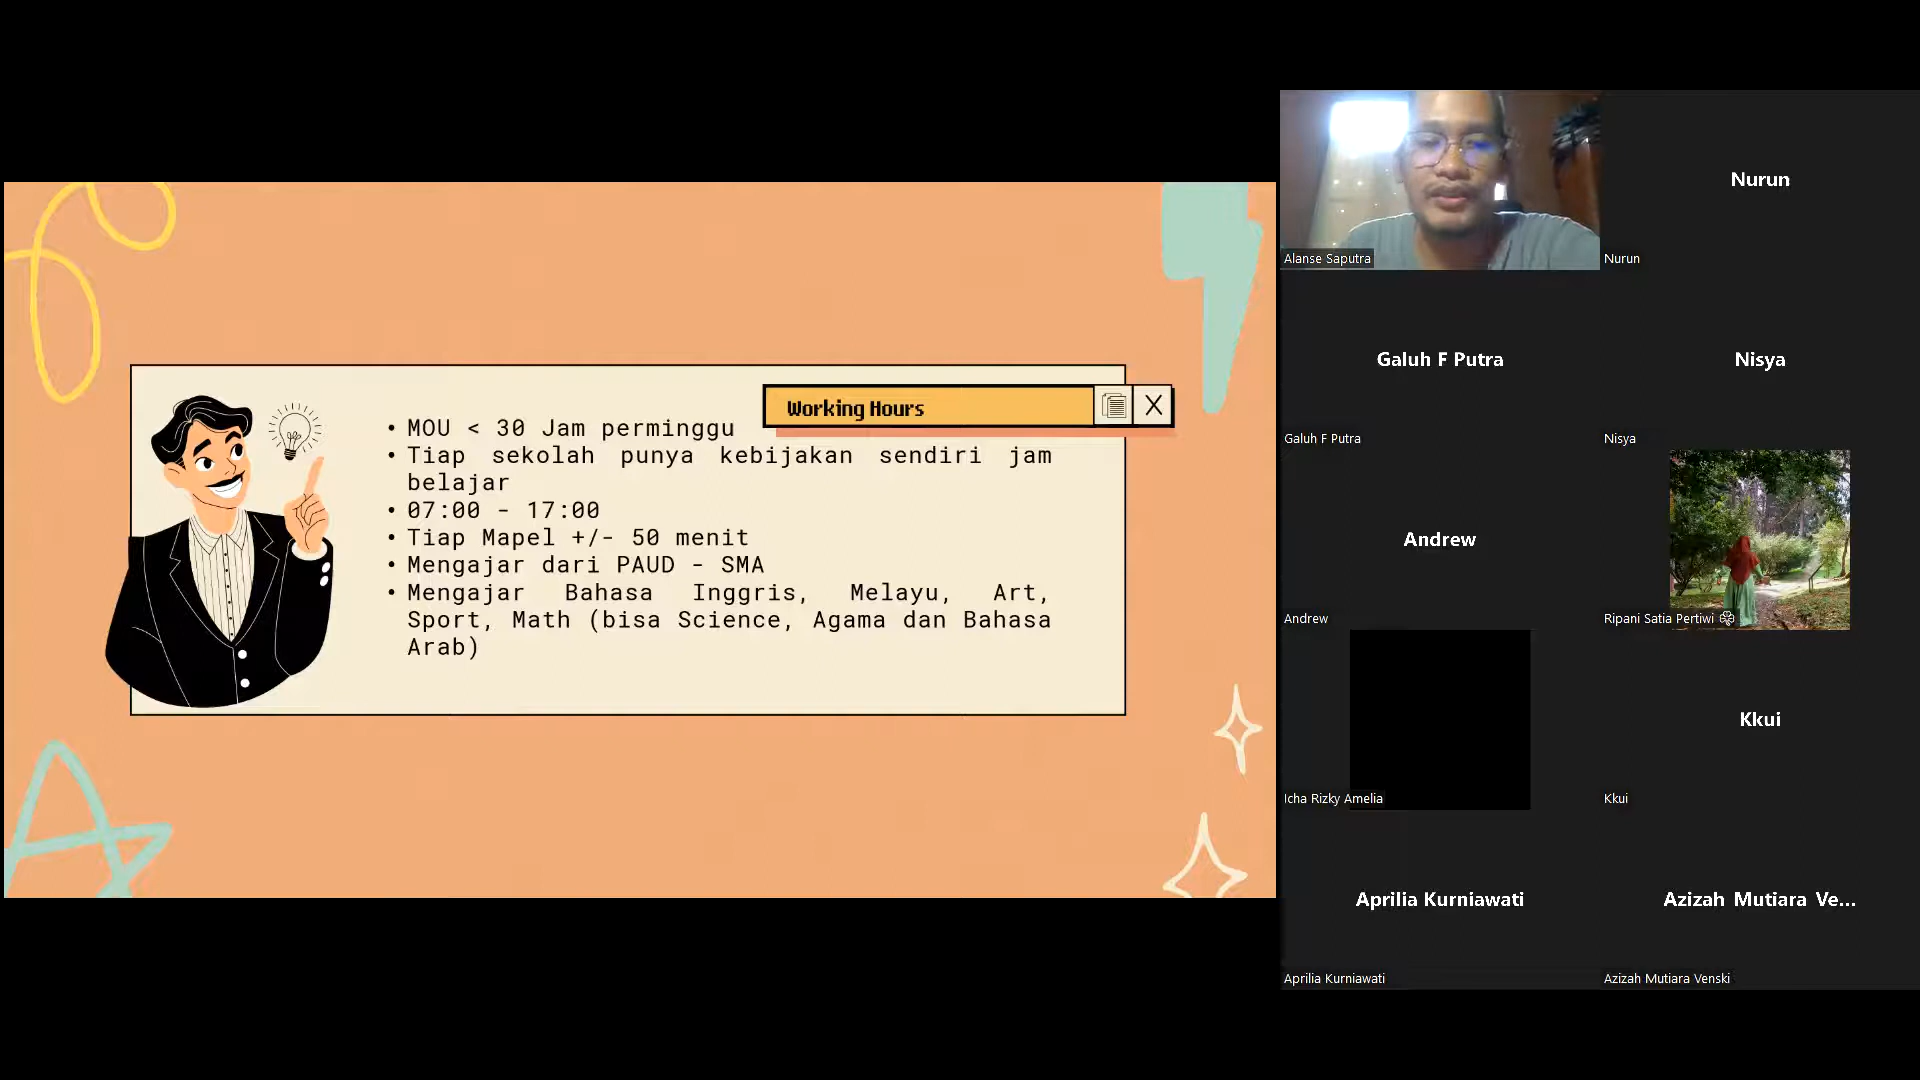 Working Hours
• MOU < 30 Jam perminggu
• Tiap sekolah punya kebijakan sendiri jam
belajar
• 07:00 - 17:00
• Tiap Mapel +/- 50 menit
• Mengajar dari PAUD - SMA
• Mengajar Bahasa Inggris, Melayu, Art,
Sport, Math (bisa Science, Agama dan Bahasa
Arab)
Alanse Saputra
Nurun
Nurun
Galuh F Putra
Galuh F Putra
Nisya
Nisya
Andrew
Andrew
Ripani Satia Pertiwi
Icha Rizky Amelia
Kkui
Kkui
Aprilia Kurniawati
Aprilia Kurniawati
Azizah Mutiara Ve...
Azizah Mutiara Venski